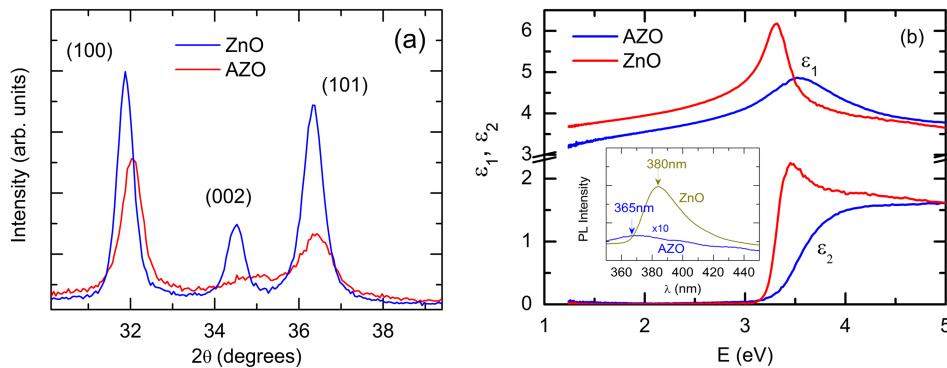 (a)
ZnO
AZO
(100)
(002)
(101)
Intensity (arb. units)
32 34 36 38
2θ (degrees)
(b)
AZO
ZnO
ε1
ε2
ε1, ε2
6
5
4
3
2
1
0
1 2 3 4 5
E (eV)
380nm
ZnO
365nm
x10
AZO
PL Intensity
360 380 400 420 440
λ (nm)